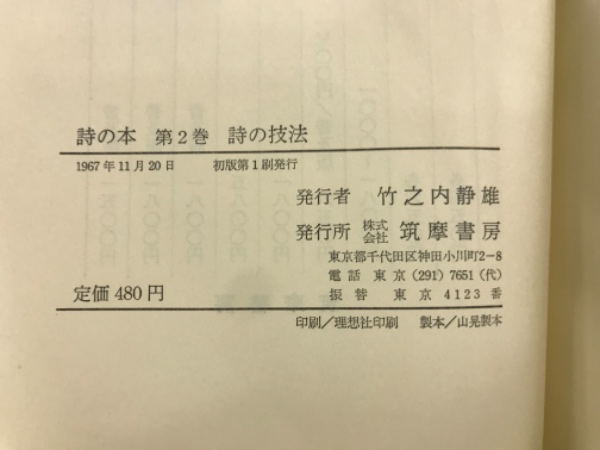 詩の本 第2巻 詩の技法
1967年11月20日 初版第1刷発行
発行者 竹之内静雄
発行所 株式会社 筑摩書房
東京都千代田区神田小川町2-8
電話 東京(291)7651(代)
振替 東京4123番
定価480円
印刷/理想社印刷 製本/山晃製本